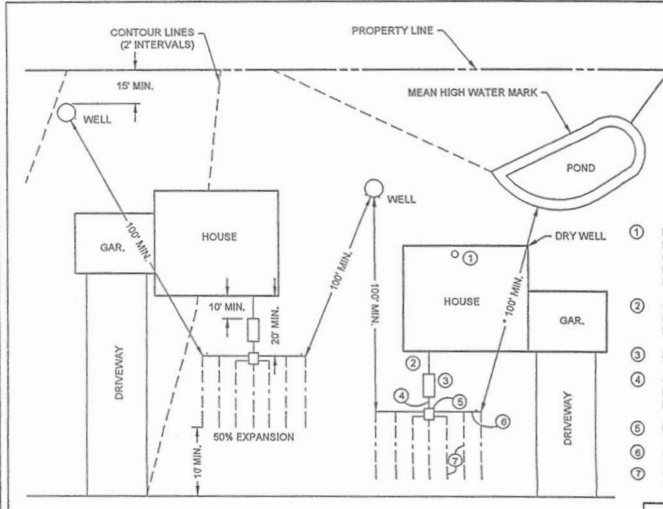 CONTOUR LINES
(2' INTERVALS)
PROPERTY LINE
15' MIN.
WELL
MEAN HIGH WATER MARK
POND
WELL
GAR.
HOUSE
100' MIN.
100' MIN.
100' MIN.
* 100' MIN.
DRY WELL
1
1
HOUSE
GAR.
10' MIN.
20' MIN.
2
2
3
3
4
4
5
5
6
6
7
7
DRIVEWAY
50% EXPANSION
10' MIN.
DRIVEWAY